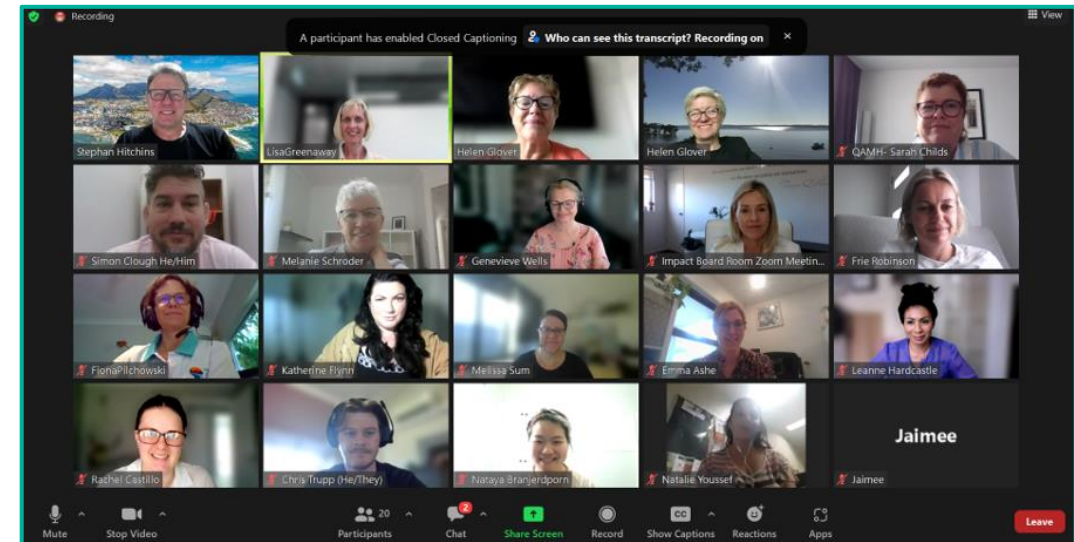 Recording
View
A participant has enabled Closed Captioning Who can see this transcript? Recording on ×
Stephan Hitchins
LisaGreenaway
Helen Glover
Helen Glover
QAMH- Sarah Childs
Simon Clough He/Him
Melanie Schroder
Genevieve Wells
Impact Board Room Zoom Meetin...
Frie Robinson
FionaPilchowski
Katherine Flynn
Melissa Sum
Emma Ashe
Leanne Hardcastle
Rachel Castillo
Chris Trupp (He/They)
Nataya Branjerdporn
Natalie Youssef
Jaimee
Jaimee
Mute
Stop Video
20
Participants
2
Chat
Share Screen
Record
CC
Show Captions
Reactions
Apps
Leave